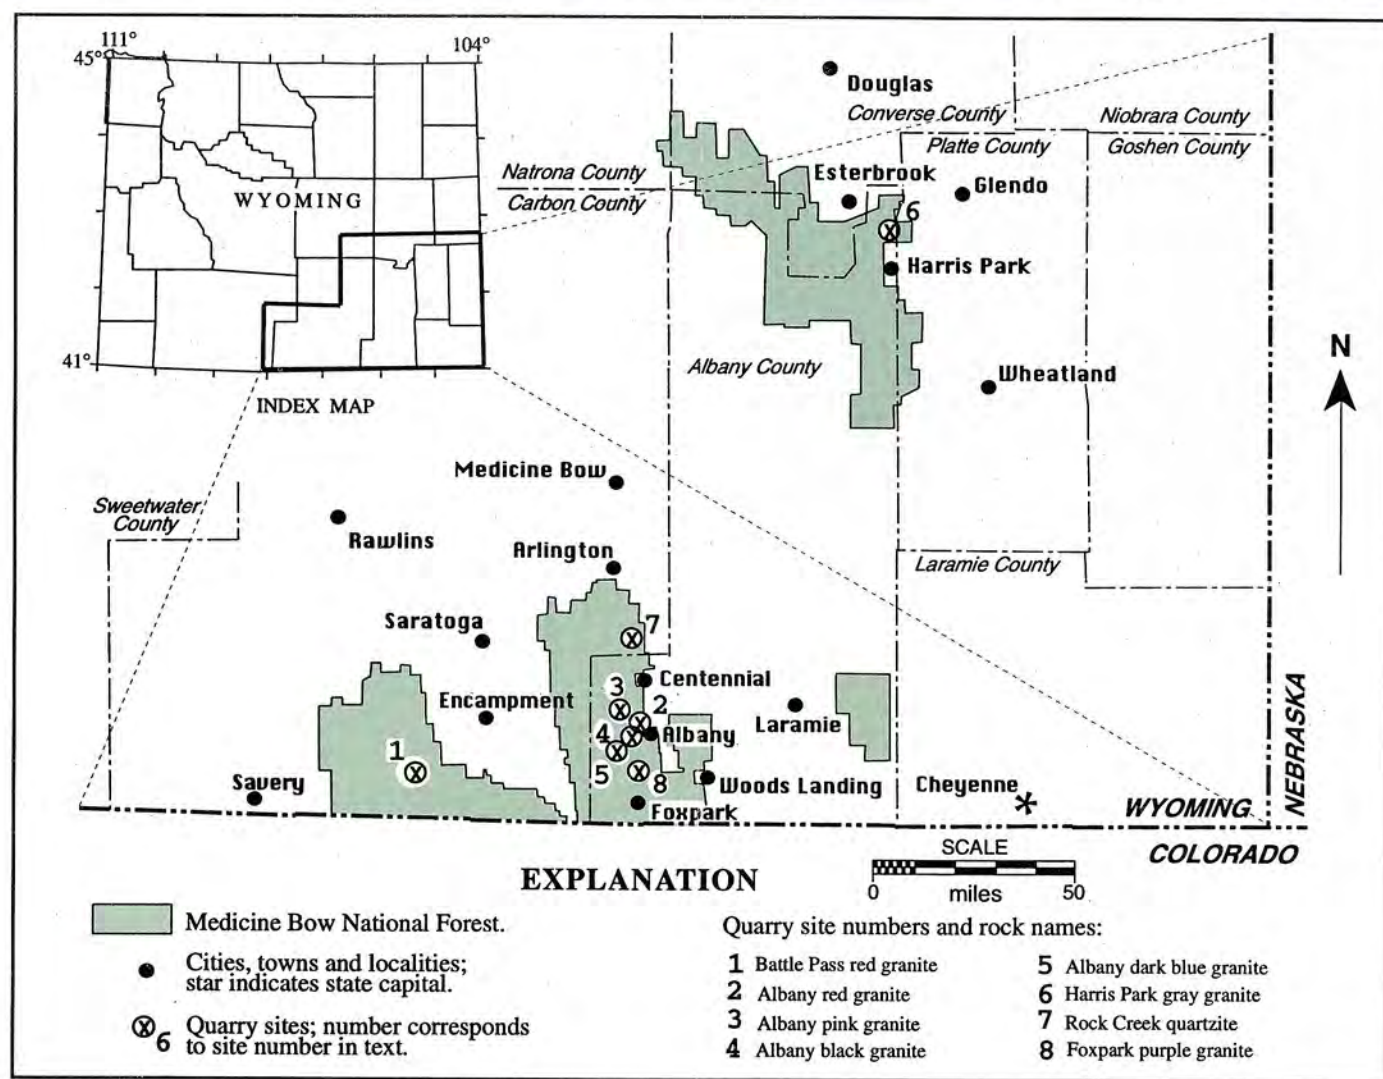 111°
104°
45°
41°
WYOMING
INDEX MAP
Douglas
Converse County
Niobrara County
Platte County
Goshen County
Natrona County
Carbon County
Esterbrook
Glendo
6
Harris Park
Albany County
Wheatland
N
Medicine Bow
Sweetwater
County
Rawlins
Arlington
Laramie County
Saratoga
7
Centennial
3
2
Encampment
Laramie
4
Albany
NEBRASKA
1
5
8
Woods Landing
Savery
Cheyenne
Foxpark
WYOMING
COLORADO
SCALE
0
50
miles
EXPLANATION
Medicine Bow National Forest.
Cities, towns and localities;
star indicates state capital.
6
Quarry sites; number corresponds
to site number in text.
Quarry site numbers and rock names:
1 Battle Pass red granite
2 Albany red granite
3 Albany pink granite
4 Albany black granite
5 Albany dark blue granite
6 Harris Park gray granite
7 Rock Creek quartzite
8 Foxpark purple granite